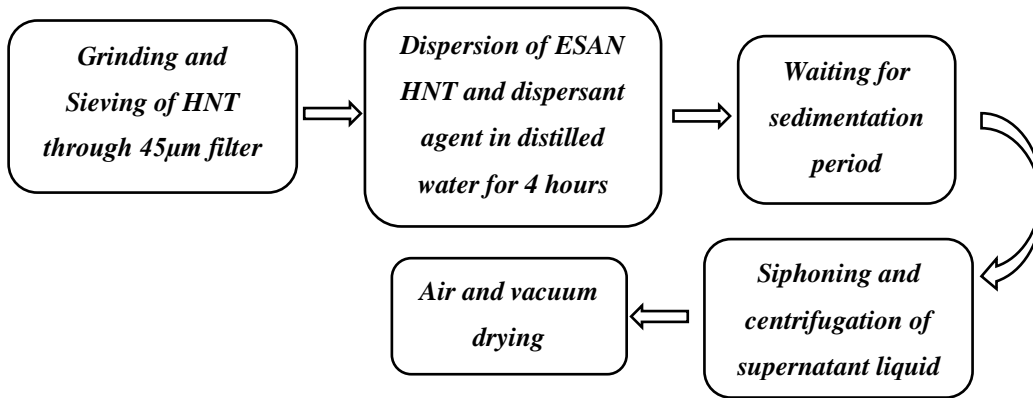 Grinding and
Sieving of HNT
through 45µm filter
Dispersion of ESAN
HNT and dispersant
agent in distilled
water for 4 hours
Waiting for
sedimentation
period
Siphoning and
centrifugation of
supernatant liquid
Air and vacuum
drying